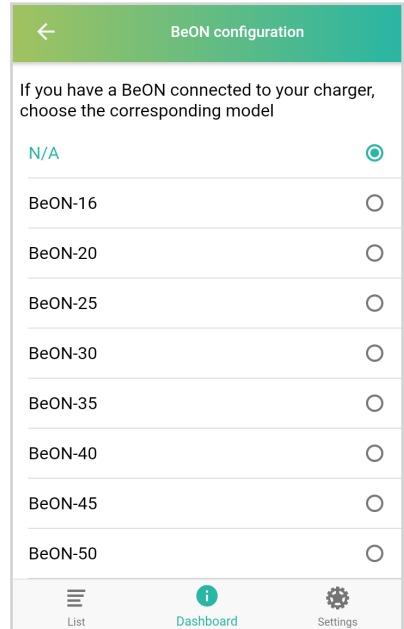 BeON configuration
If you have a BeON connected to your charger,
choose the corresponding model
N/A
BeON-16
BeON-20
BeON-25
BeON-30
BeON-35
BeON-40
BeON-45
BeON-50
List
Dashboard
Settings